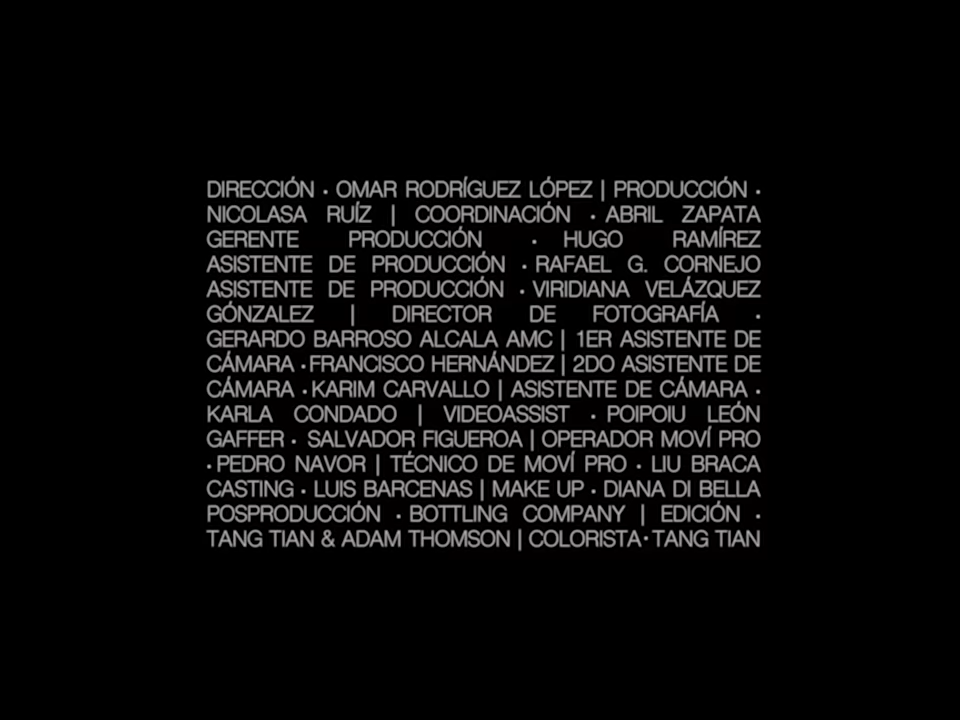 DIRECCIÓN · OMAR RODRÍGUEZ LÓPEZ | PRODUCCIÓN ·
NICOLASA RUÍZ | COORDINACIÓN · ABRIL ZAPATA
GERENTE PRODUCCIÓN · HUGO RAMÍREZ
ASISTENTE DE PRODUCCIÓN · RAFAEL G. CORNEJO
ASISTENTE DE PRODUCCIÓN · VIRIDIANA VELÁZQUEZ
GÓNZALEZ | DIRECTOR DE FOTOGRAFÍA ·
GERARDO BARROSO ALCALA AMC | 1ER ASISTENTE DE
CÁMARA · FRANCISCO HERNÁNDEZ | 2DO ASISTENTE DE
CÁMARA · KARIM CARVALLO | ASISTENTE DE CÁMARA ·
KARLA CONDADO | VIDEOASSIST · POIPOIU LEÓN
GAFFER · SALVADOR FIGUEROA | OPERADOR MOVÍ PRO
· PEDRO NAVOR | TÉCNICO DE MOVÍ PRO · LIU BRACA
CASTING · LUIS BARCENAS | MAKE UP · DIANA DI BELLA
POSPRODUCCIÓN · BOTTLING COMPANY | EDICIÓN ·
TANG TIAN & ADAM THOMSON | COLORISTA · TANG TIAN